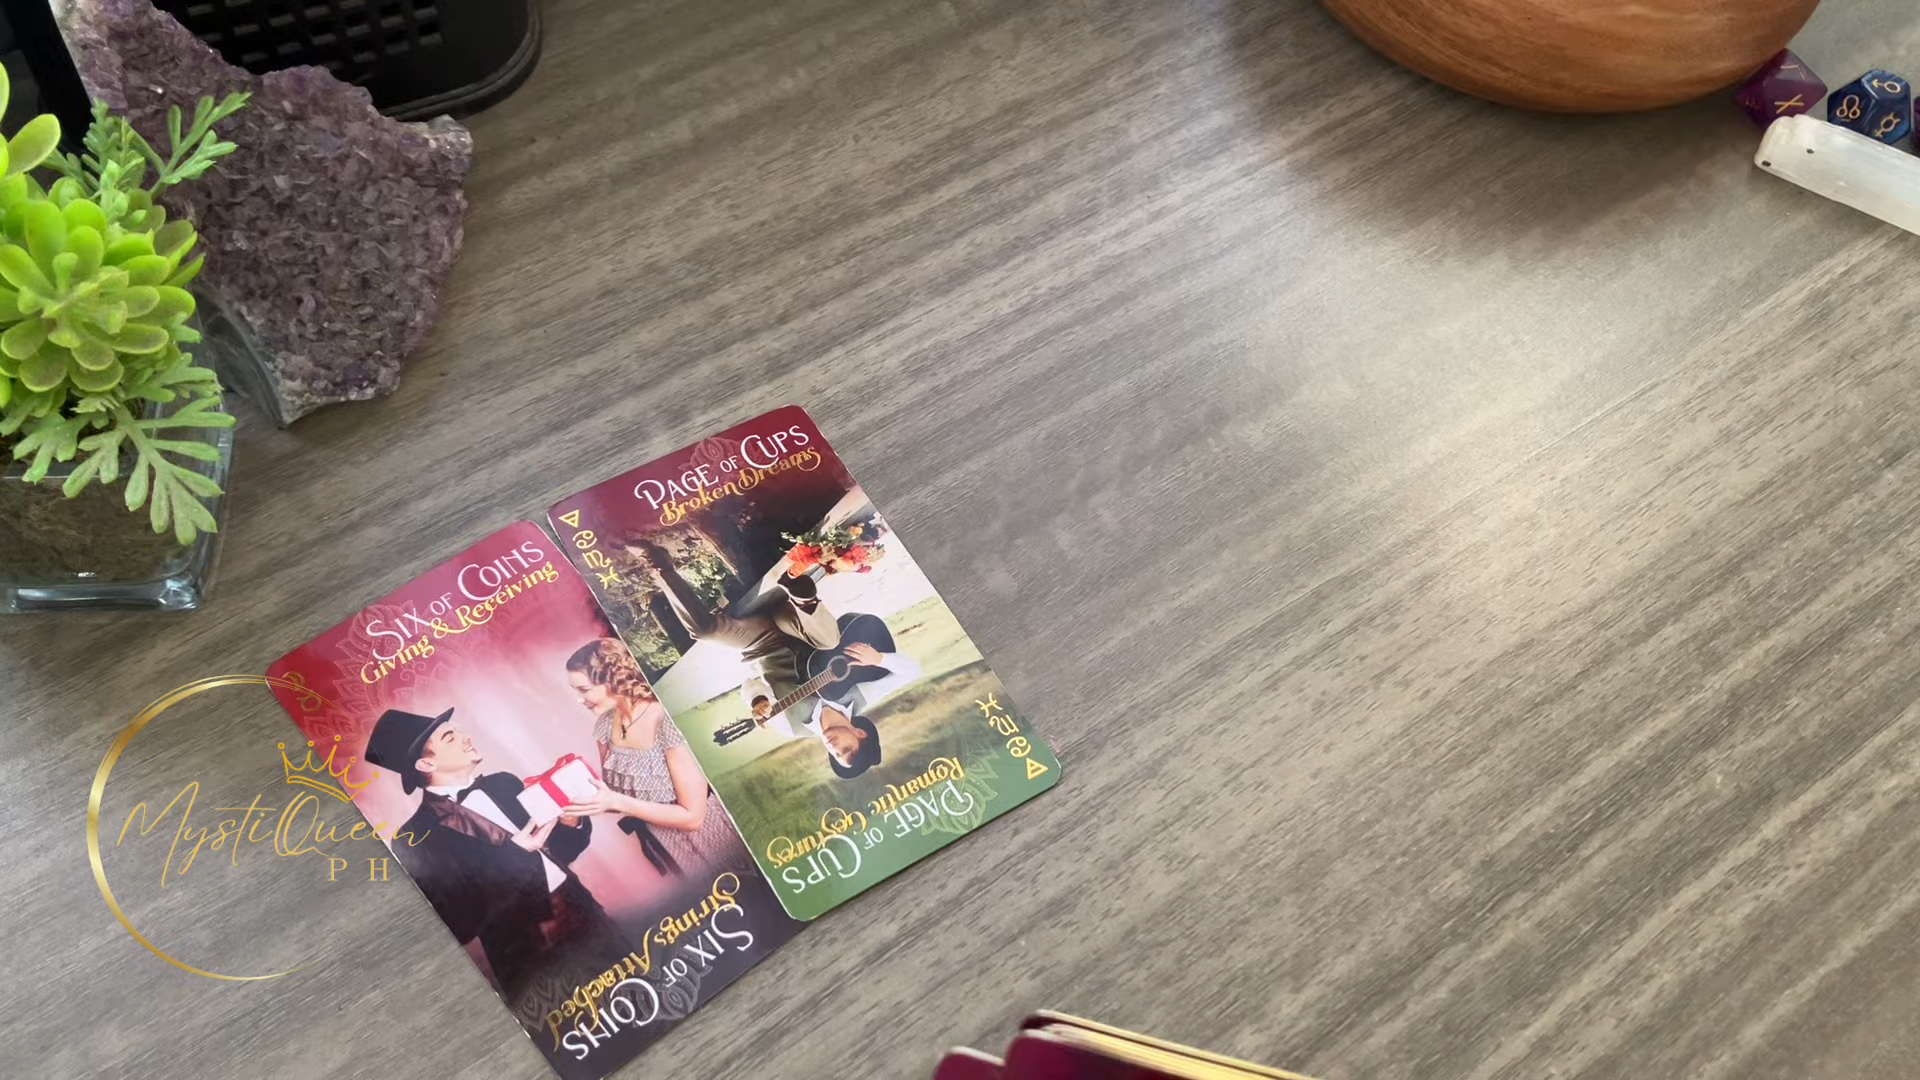 PAGE OF CUPS
Broken Dreams
PAGE OF CUPS
Romantic Gestures
SIX OF COINS
Giving & Receiving
SIX OF COINS
Strings Attached
MystiQueen
PH